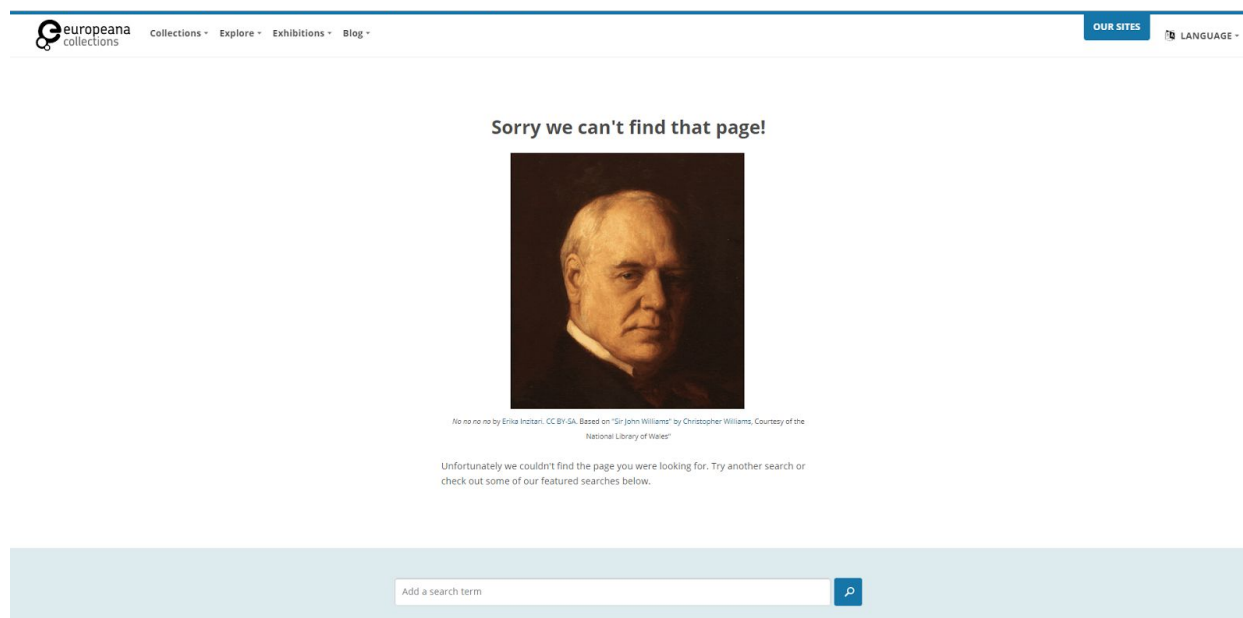 europeana
collections
Collections Explore Exhibitions Blog
OUR SITES
LANGUAGE
Sorry we can't find that page!
No no no no by Erika Inzitari. CC BY-SA. Based on "Sir John Williams" by Christopher Williams, Courtesy of the
National Library of Wales"
Unfortunately we couldn't find the page you were looking for. Try another search or
check out some of our featured searches below.
Add a search term